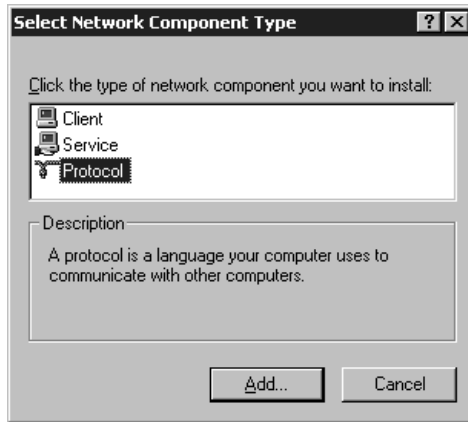 Select Network Component Type
Click the type of network component you want to install:
Client
Service
Protocol
Description
A protocol is a language your computer uses to
communicate with other computers.
Add...
Cancel